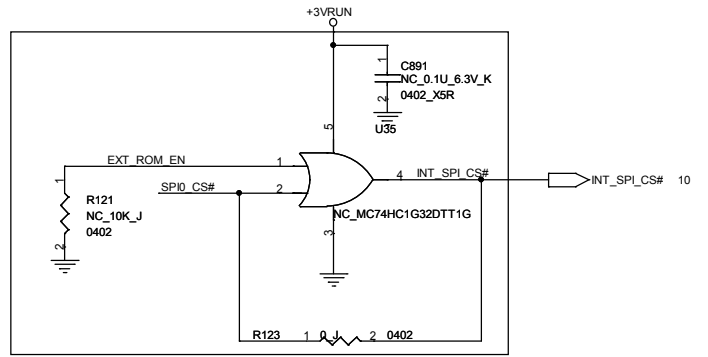 +3VRUN
1
C891
NC_0.1U_6.3V_K
2
0402_X5R
5
U35
EXT_ROM_EN
1
4
INT_SPI_CS#
INT_SPI_CS# 10
1
SPI0_CS#
2
R121
NC_10K_J
0402
2
NC_MC74HC1G32DTT1G
3
R123 1 0_J 2 0402